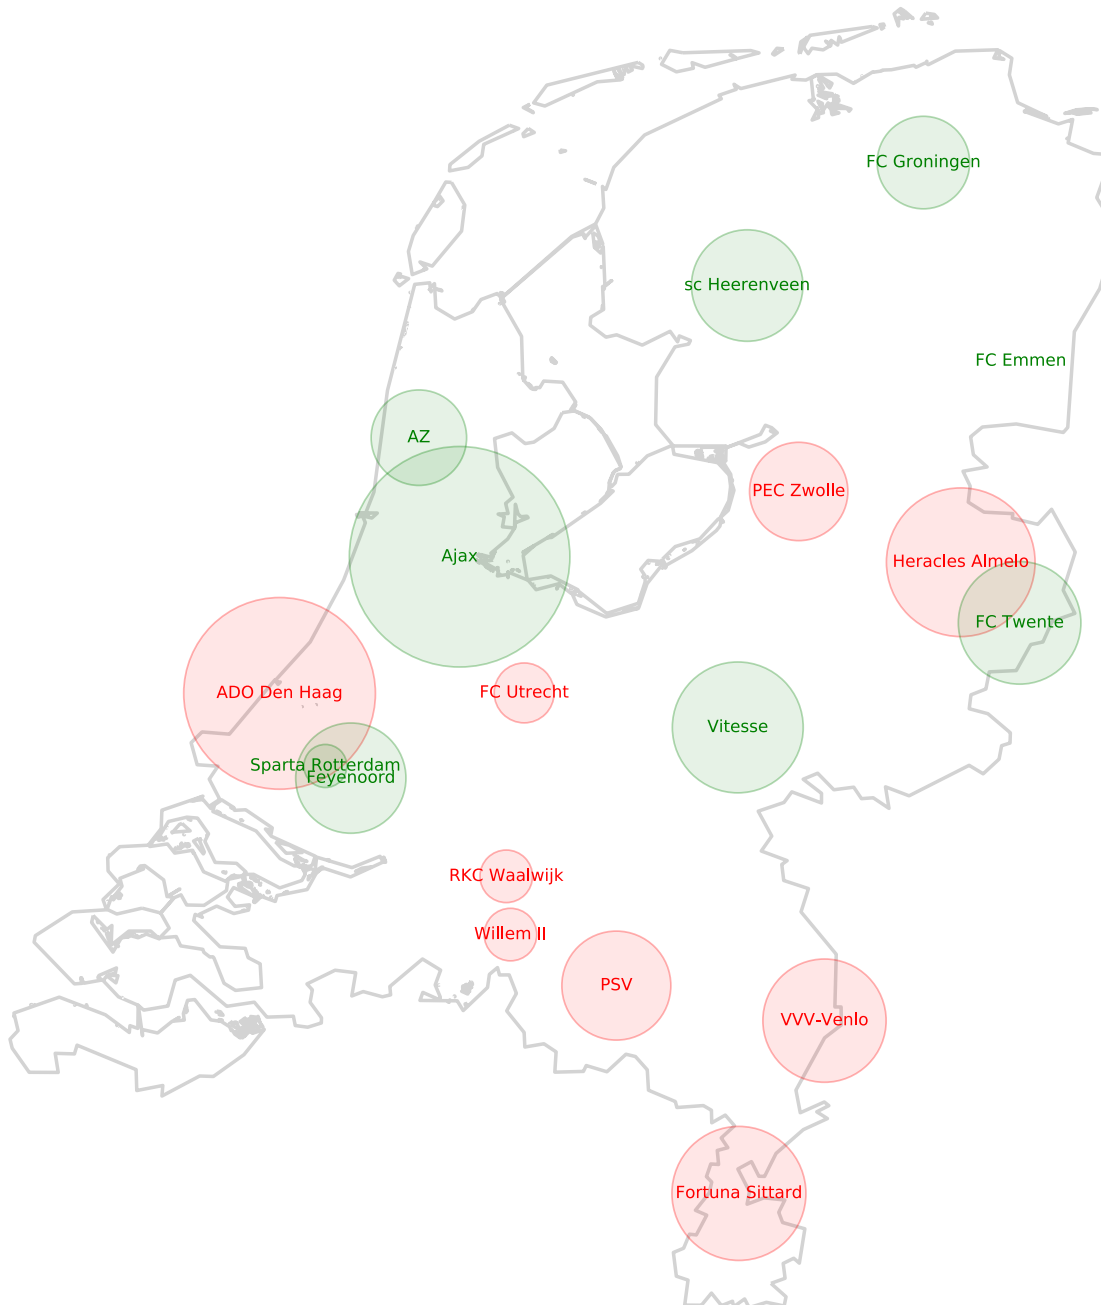 FC Groningen
sc Heerenveen
FC Emmen
AZ
PEC Zwolle
Ajax
Heracles Almelo
FC Twente
ADO Den Haag
FC Utrecht
Vitesse
Sparta Rotterdam
Feyenoord
RKC Waalwijk
Willem II
PSV
VVV-Venlo
Fortuna Sittard